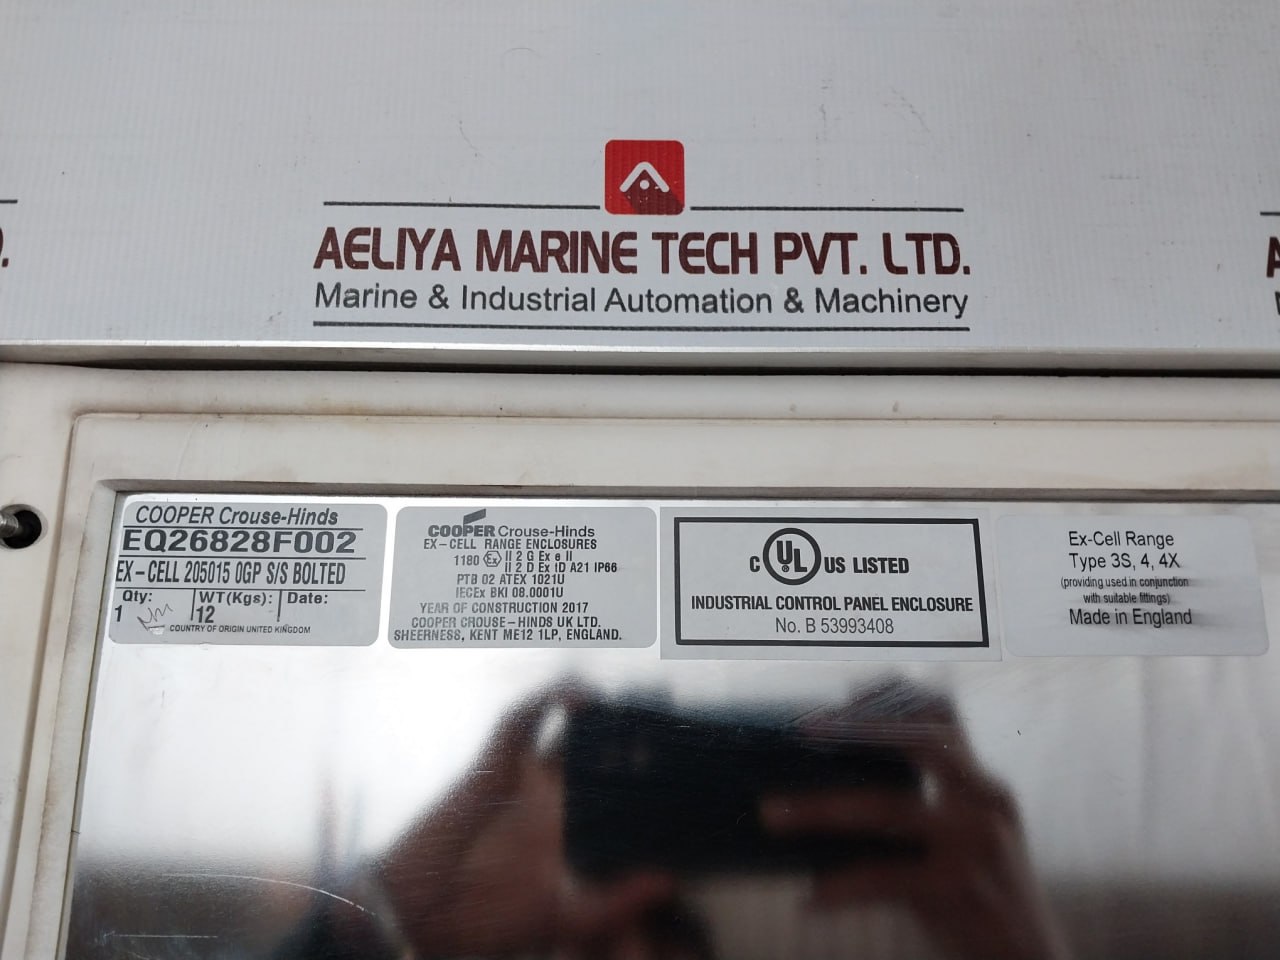 AELIYA MARINE TECH PVT. LTD.
Marine & Industrial Automation & Machinery
COOPER Crouse-Hinds
EQ26828F002
EX-CELL 205015 0GP S/S BOLTED
Qty: WT(Kgs): Date:
1 12
COUNTRY OF ORIGIN UNITED KINGDOM
COOPER Crouse-Hinds
EX-CELL RANGE ENCLOSURES
1180 Ex II 2 G Ex e II
II 2 D Ex tD A21 IP66
PTB 02 ATEX 1021U
IECEx BKI 08.0001U
YEAR OF CONSTRUCTION 2017
COOPER CROUSE-HINDS UK LTD.
SHEERNESS, KENT ME12 1LP, ENGLAND.
C UL US LISTED
INDUSTRIAL CONTROL PANEL ENCLOSURE
No. B 53993408
Ex-Cell Range
Type 3S, 4, 4X
(providing used in conjunction
with suitable fittings)
Made in England